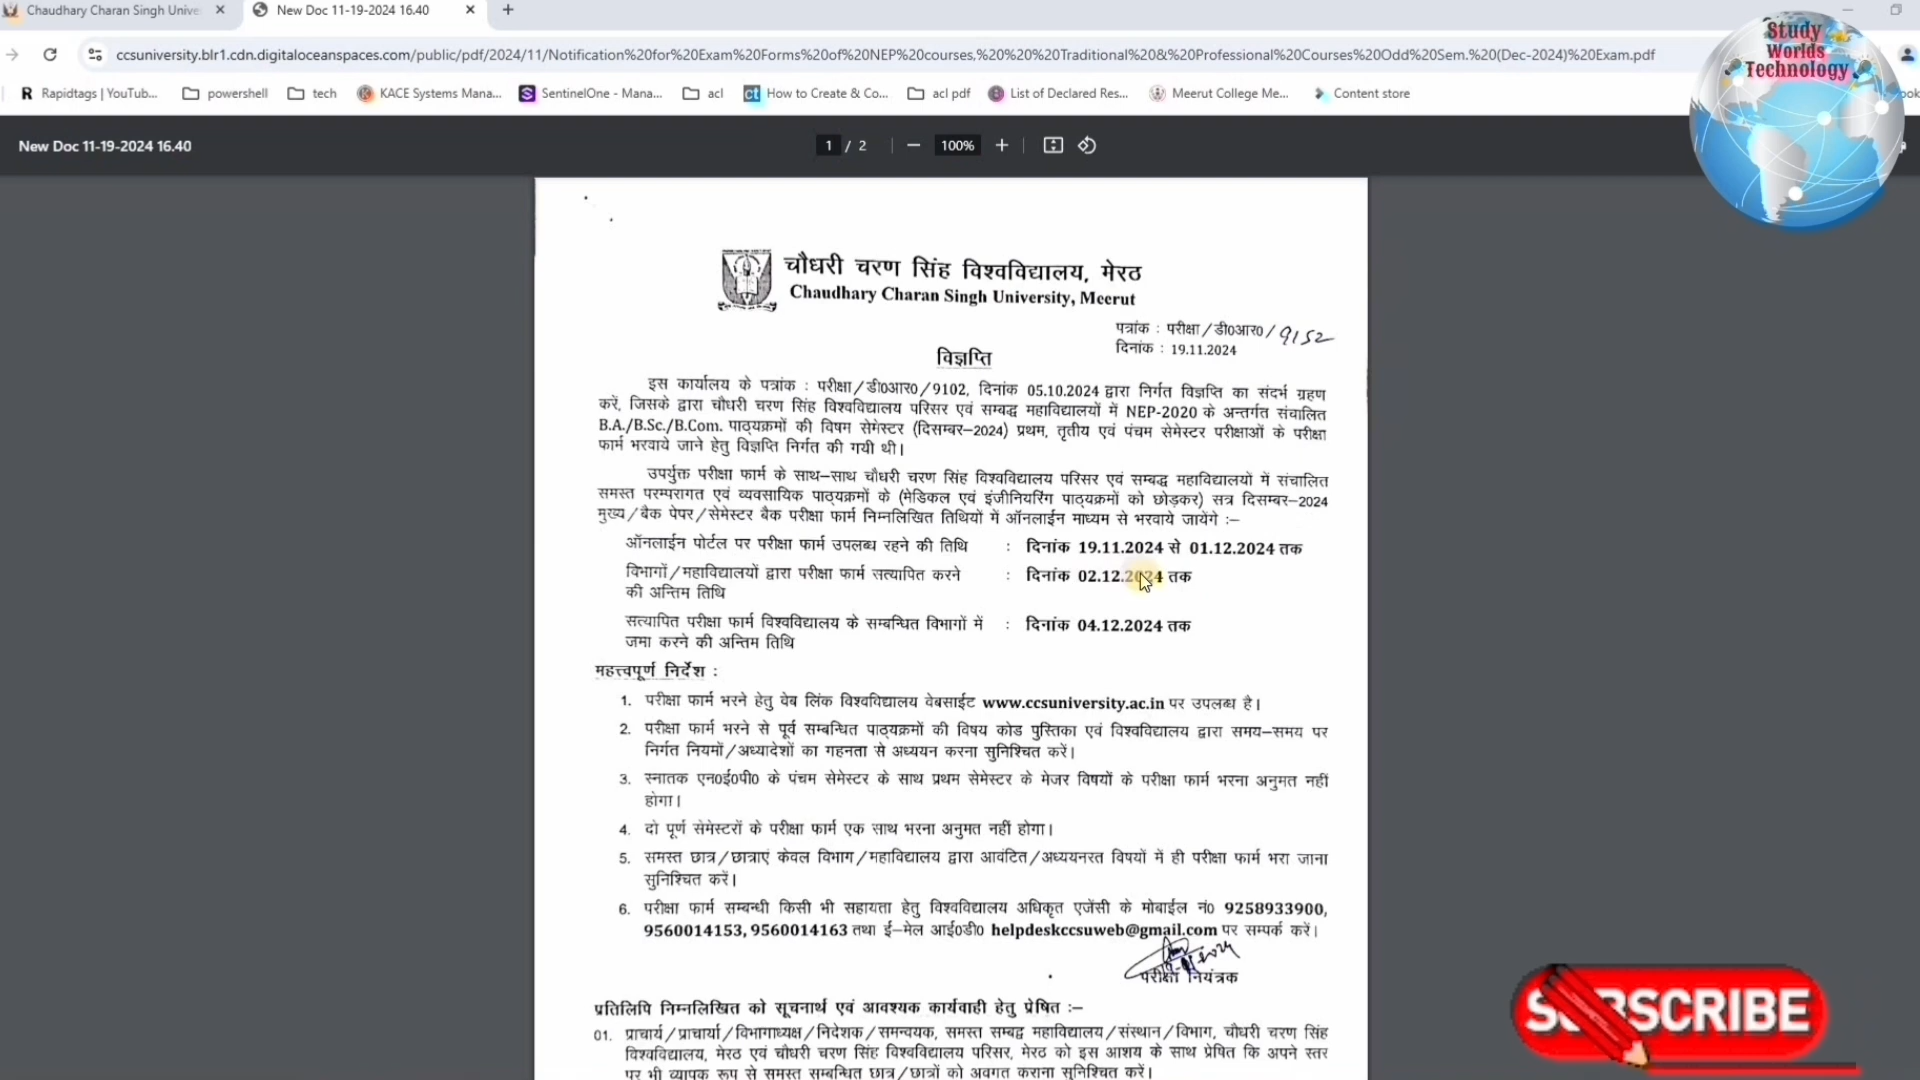 Chaudhary Charan Singh Unive
New Doc 11-19-2024 16.40
ccsuniversity.blr1.cdn.digitaloceanspaces.com/public/pdf/2024/11/Notification%20for%20Exam%20Forms%20of%20NEP%20courses,%20%20%20Traditional%20&%20Professional%20Courses%20Odd%20Sem.%20(Dec-2024)%20Exam.pdf
Rapidtags | YouTub... powershell tech KACE Systems Mana... SentinelOne - Mana... acl How to Create & Co... acl pdf List of Declared Res... Meerut College Me... Content store
Study
Worlds
Technology
New Doc 11-19-2024 16.40
1 / 2 100%
चौधरी चरण सिंह विश्वविद्यालय, मेरठ
Chaudhary Charan Singh University, Meerut
पत्रांक : परीक्षा/डी0आर0/9152
दिनांक : 19.11.2024
विज्ञप्ति
इस कार्यालय के पत्रांक : परीक्षा/डी0आर0/9102, दिनांक 05.10.2024 द्वारा निर्गत विज्ञप्ति का संदर्भ ग्रहण
करें, जिसके द्वारा चौधरी चरण सिंह विश्वविद्यालय परिसर एवं सम्बद्ध महाविद्यालयों में NEP-2020 के अन्तर्गत संचालित
B.A./B.Sc./B.Com. पाठ्यक्रमों की विषम सेमेस्टर (दिसम्बर–2024) प्रथम, तृतीय एवं पंचम सेमेस्टर परीक्षाओं के परीक्षा
फार्म भरवाये जाने हेतु विज्ञप्ति निर्गत की गयी थी।
उपर्युक्त परीक्षा फार्म के साथ–साथ चौधरी चरण सिंह विश्वविद्यालय परिसर एवं सम्बद्ध महाविद्यालयों में संचालित
समस्त परम्परागत एवं व्यवसायिक पाठ्यक्रमों के (मेडिकल एवं इंजीनियरिंग पाठ्यक्रमों को छोड़कर) सत्र दिसम्बर–2024
मुख्य/बैक पेपर/सेमेस्टर बैक परीक्षा फार्म निम्नलिखित तिथियों में ऑनलाईन माध्यम से भरवाये जायेंगे :–
ऑनलाईन पोर्टल पर परीक्षा फार्म उपलब्ध रहने की तिथि : दिनांक 19.11.2024 से 01.12.2024 तक
विभागों/महाविद्यालयों द्वारा परीक्षा फार्म सत्यापित करने : दिनांक 02.12.2024 तक
की अन्तिम तिथि
सत्यापित परीक्षा फार्म विश्वविद्यालय के सम्बन्धित विभागों में : दिनांक 04.12.2024 तक
जमा करने की अन्तिम तिथि
महत्त्वपूर्ण निर्देश :
1. परीक्षा फार्म भरने हेतु वेब लिंक विश्वविद्यालय वेबसाईट www.ccsuniversity.ac.in पर उपलब्ध है।
2. परीक्षा फार्म भरने से पूर्व सम्बन्धित पाठ्यक्रमों की विषय कोड पुस्तिका एवं विश्वविद्यालय द्वारा समय–समय पर
निर्गत नियमों/अध्यादेशों का गहनता से अध्ययन करना सुनिश्चित करें।
3. स्नातक एन0ई0पी0 के पंचम सेमेस्टर के साथ प्रथम सेमेस्टर के मेजर विषयों के परीक्षा फार्म भरना अनुमत नहीं
होगा।
4. दो पूर्ण सेमेस्टरों के परीक्षा फार्म एक साथ भरना अनुमत नहीं होगा।
5. समस्त छात्र/छात्राएं केवल विभाग/महाविद्यालय द्वारा आवंटित/अध्ययनरत विषयों में ही परीक्षा फार्म भरा जाना
सुनिश्चित करें।
6. परीक्षा फार्म सम्बन्धी किसी भी सहायता हेतु विश्वविद्यालय अधिकृत एजेंसी के मोबाईल नं0 9258933900,
9560014153, 9560014163 तथा ई–मेल आई0डी0 helpdeskccsuweb@gmail.com पर सम्पर्क करें।
परीक्षा नियंत्रक
प्रतिलिपि निम्नलिखित को सूचनार्थ एवं आवश्यक कार्यवाही हेतु प्रेषित :–
01. प्राचार्य/प्राचार्या/विभागाध्यक्ष/निदेशक/समन्वयक, समस्त सम्बद्व महाविद्यालय/संस्थान/विभाग, चौधरी चरण सिंह
विश्वविद्यालय, मेरठ एवं चौधरी चरण सिंह विश्वविद्यालय परिसर, मेरठ को इस आशय के साथ प्रेषित कि अपने स्तर
पर भी व्यापक रूप से समस्त सम्बन्धित छात्र/छात्रों को अवगत कराना सुनिश्चित करें।
SUBSCRIBE